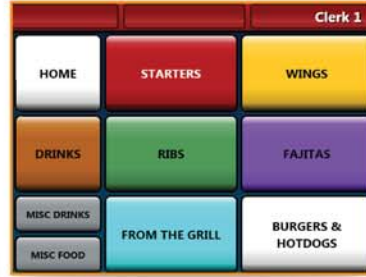 Clerk 1
HOME
STARTERS
WINGS
DRINKS
RIBS
FAJITAS
MISC DRINKS
MISC FOOD
FROM THE GRILL
BURGERS &
HOTDOGS